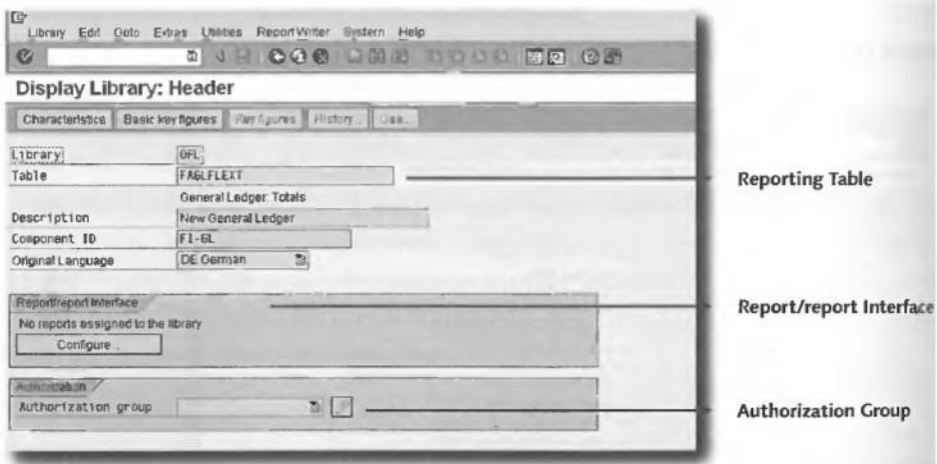 Library Edit Goto Extras Utilities Report Writer System Help
Display Library: Header
Characteristics Basic key figures Key figures History... Use...
Library 0FL
Table FAGLFLEXT Reporting Table
General Ledger: Totals
Description New General Ledger
Component ID FI-GL
Original Language DE German
Report/report interface Report/report Interface
No reports assigned to the library
Configure...
Authorization
Authorization group Authorization Group